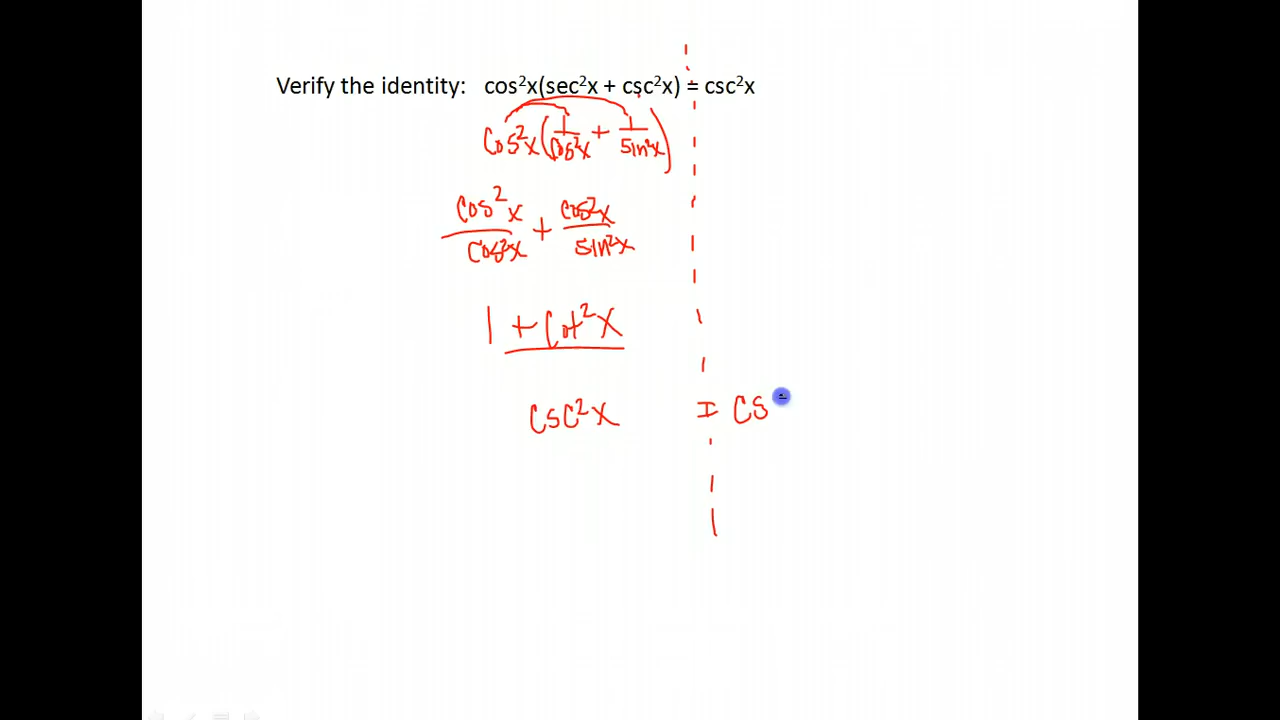 Verify the identity: cos²x(sec²x + csc²x) = csc²x
cos²x(1/cos²x + 1/sin²x)
cos²x/cos²x + cos²x/sin²x
1 + cot²x
csc²x = cs